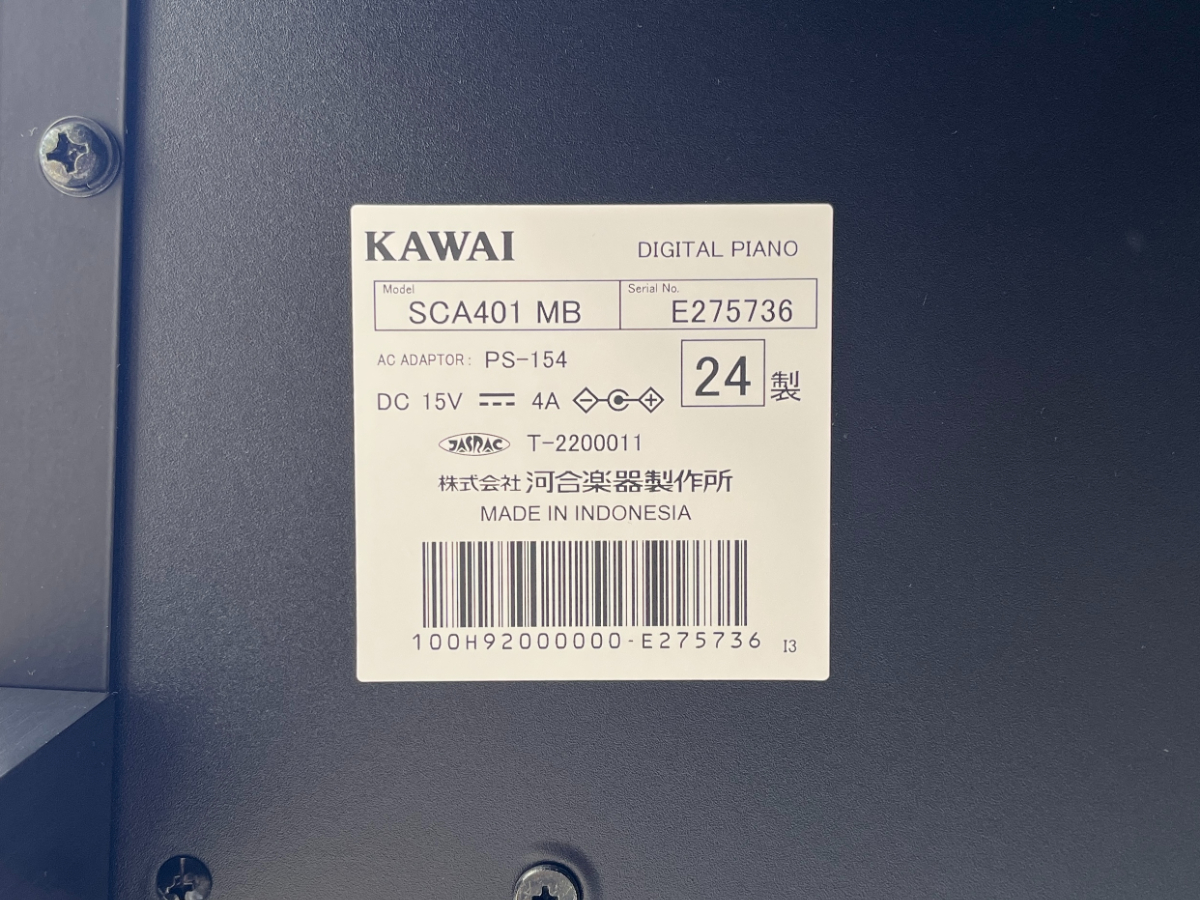 KAWAI DIGITAL PIANO
Model Serial No.
SCA401 MB E275736
AC ADAPTOR: PS-154
24 製
DC 15V 4A
JASRAC T-2200011
株式会社 河合楽器製作所
MADE IN INDONESIA
100H92000000-E275736
I3